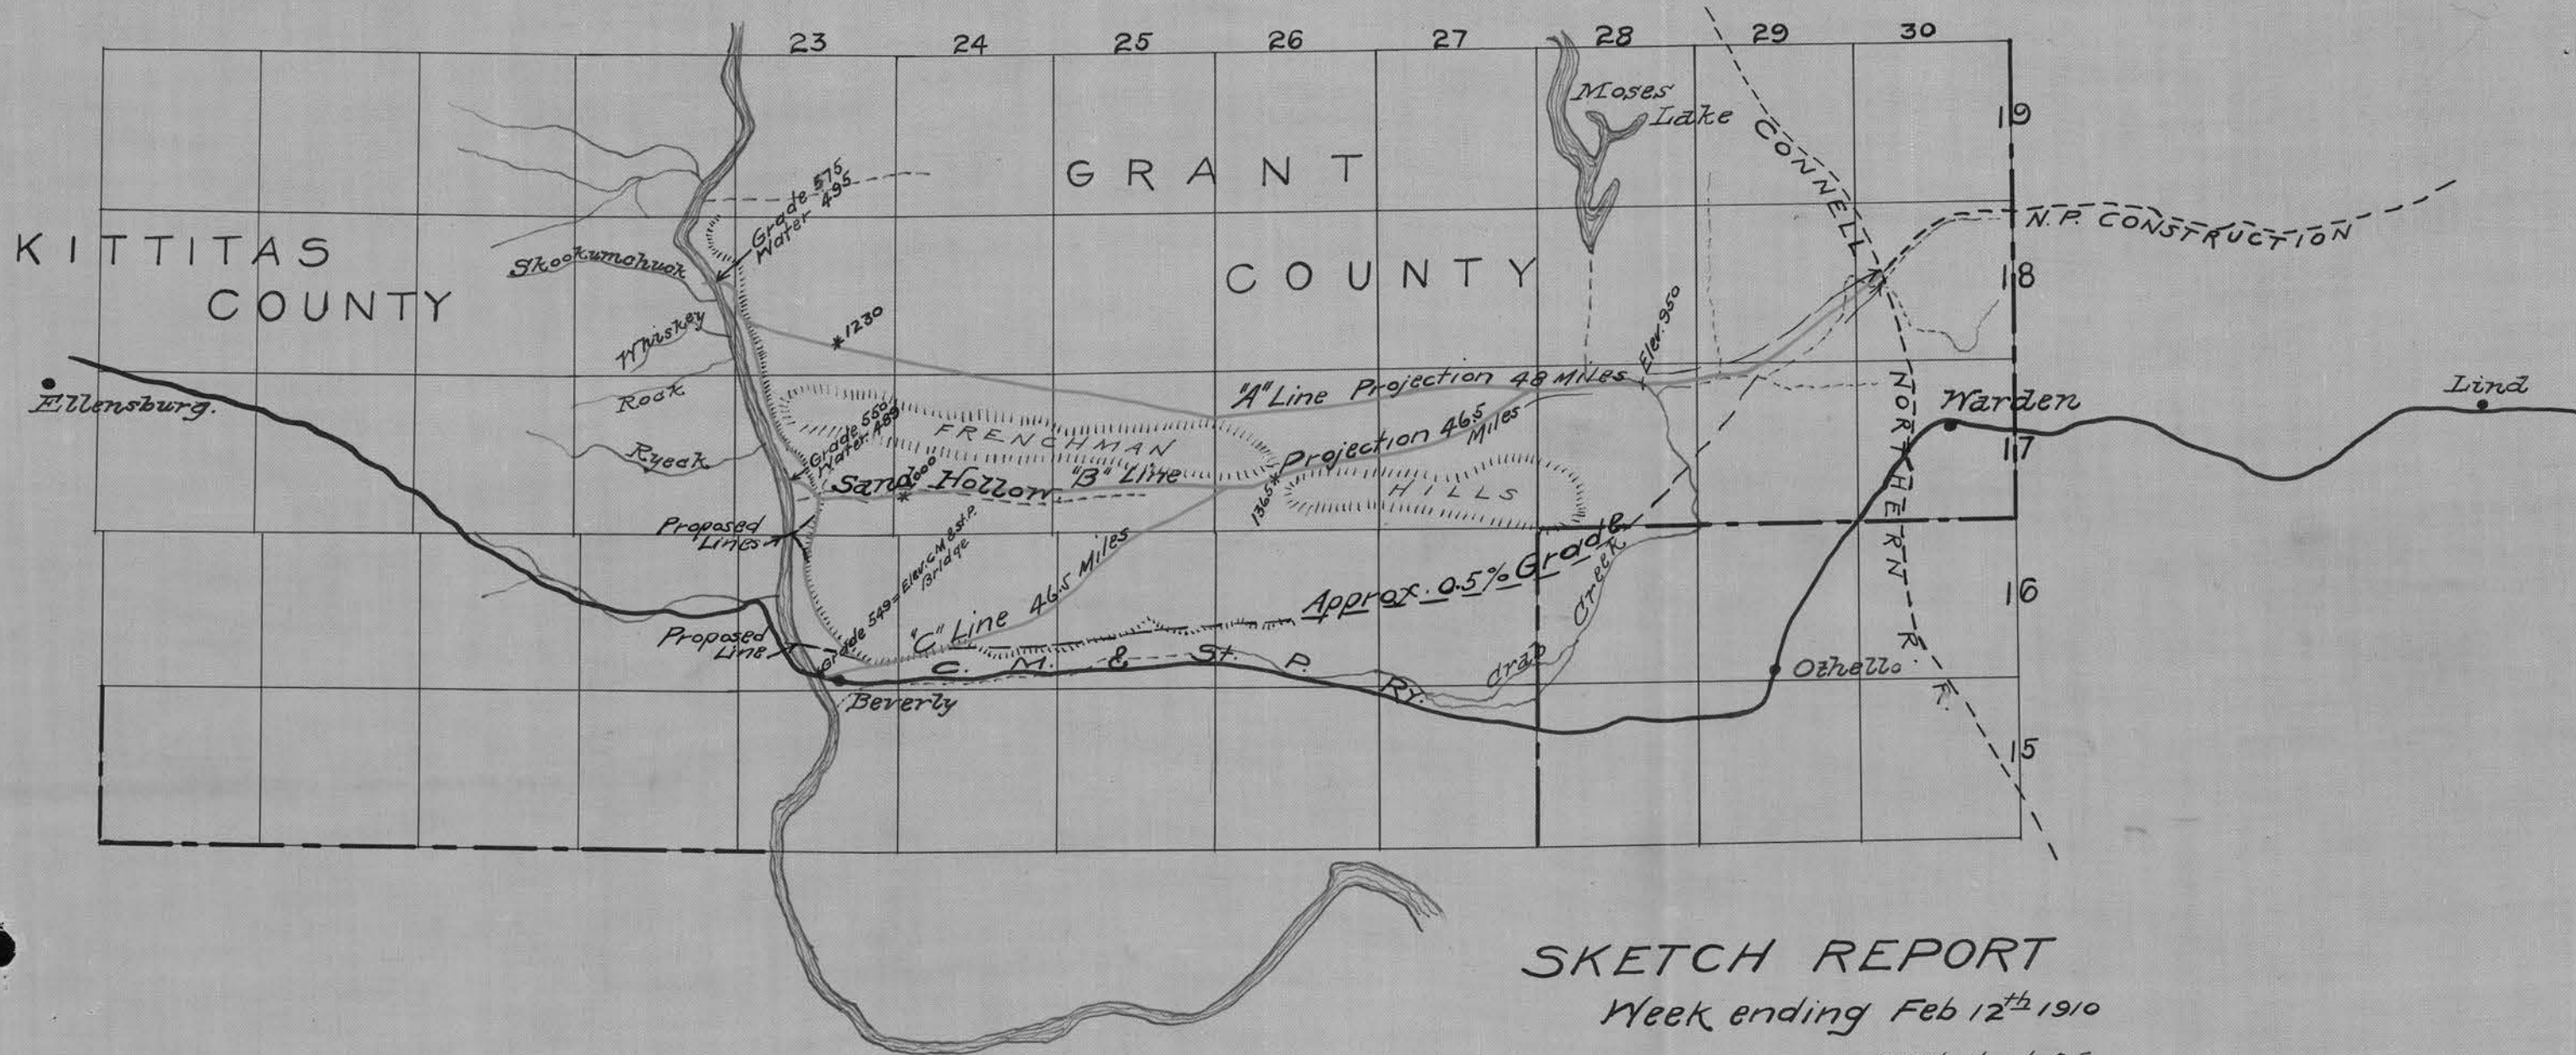 23 24 25 26 27 28 29 30
19
18
17
16
15
Moses
Lake
GRANT
COUNTY
KITTITAS
COUNTY
CONNELL
NORTHERN R. R.
N.P. CONSTRUCTION
Grade 575
Water 495
Skookumchuck
Whiskey
Rock
Ryeck
*1230
Elev. 950
"A" Line Projection 48 Miles
Ellensburg.
Warden
Lind
FRENCHMAN
HILLS
Grade 550
Water. 489
Sand Hollow
*1000
"B" Line
Projection 46.5
Miles
1365*
Proposed
Lines
Grade 549 = Elev. C.M. & St. P.
Bridge
"C" Line 46.5 Miles
Approx. 0.5% Grade
Crab Creek
Proposed
Line
C. M. & St. P. Ry.
Beverly
Othello
SKETCH REPORT
Week ending Feb 12th 1910